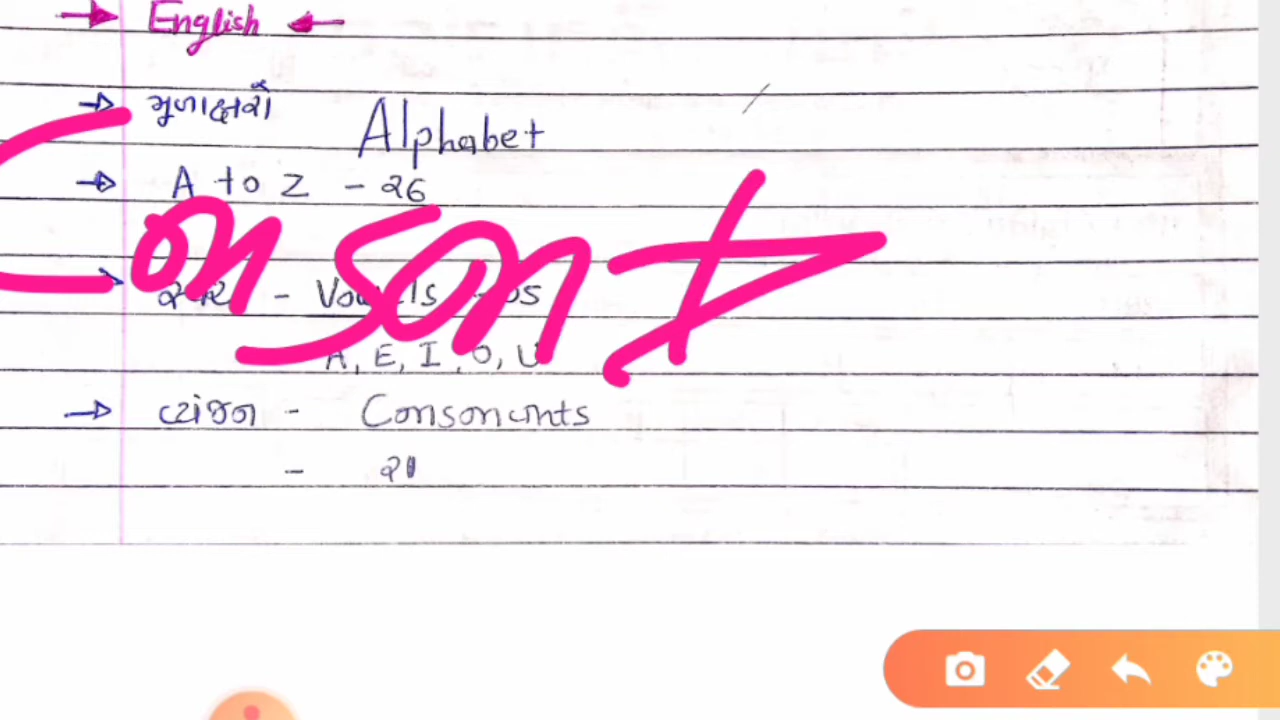 English
મૂળાક્ષરો Alphabet
A to Z - 26
સ્વર - Vowels - 05
A, E, I, O, U
વ્યંજન - Consonants
- 21
Consont